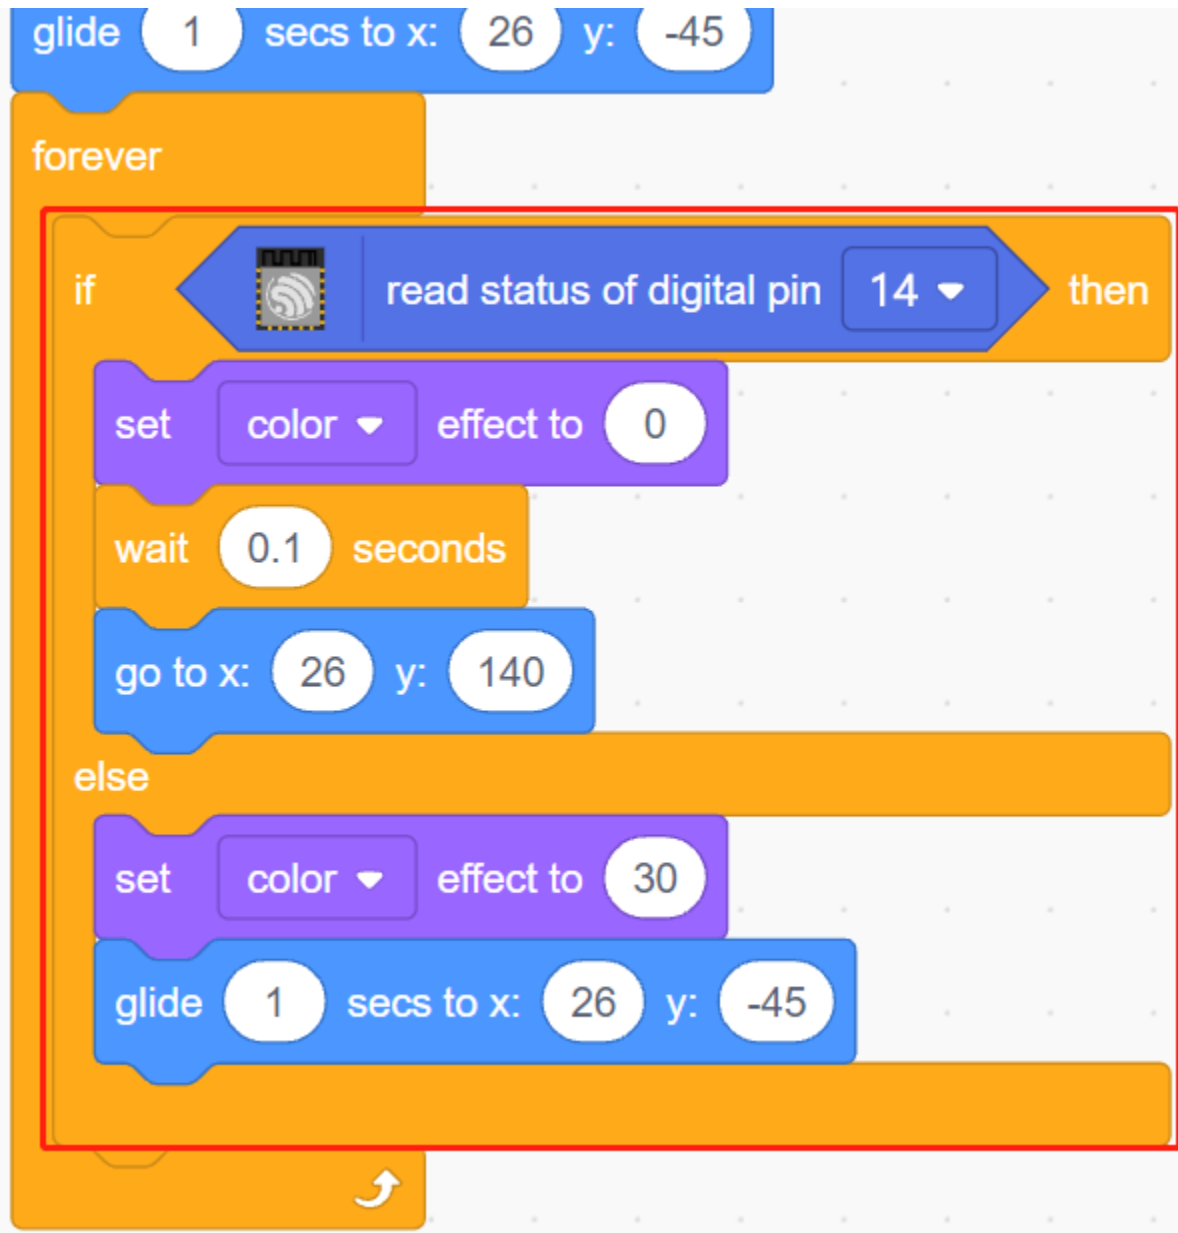 glide 1 secs to x: 26 y: -45
forever
if read status of digital pin 14 then
set color effect to 0
wait 0.1 seconds
go to x: 26 y: 140
else
set color effect to 30
glide 1 secs to x: 26 y: -45